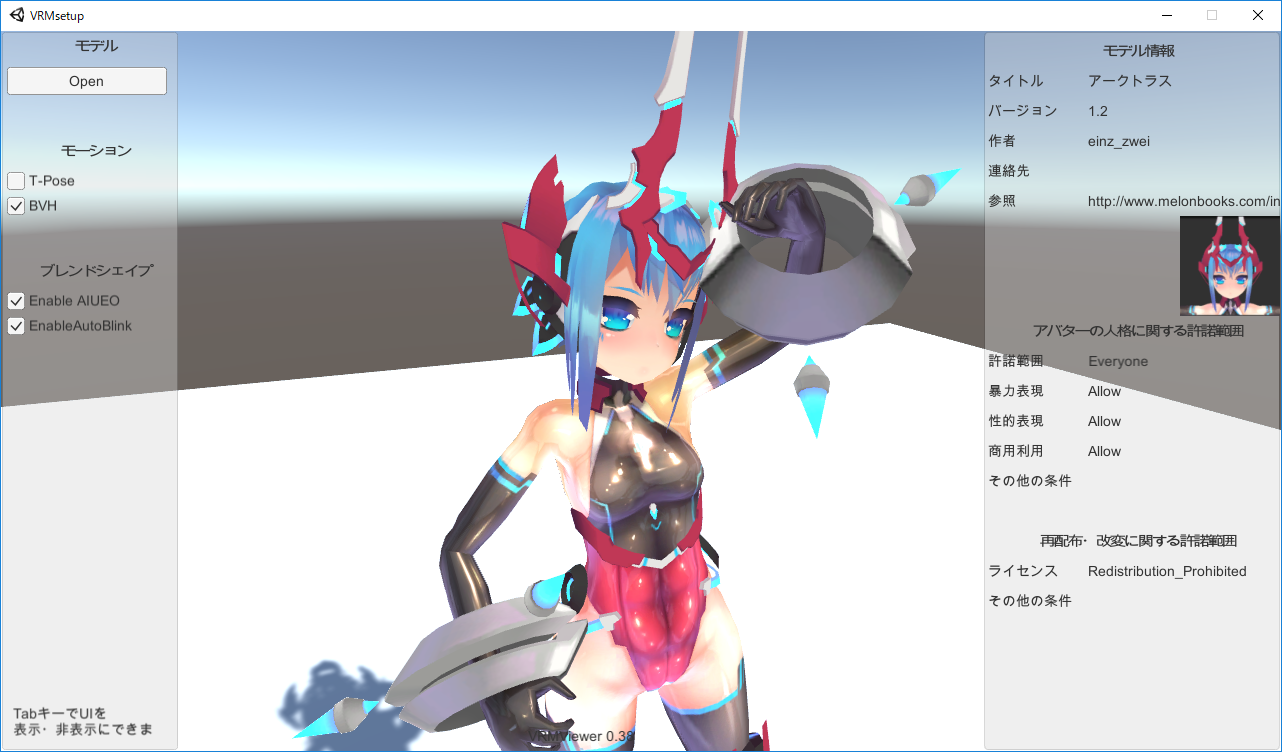 VRMsetup
モデル
Open
モーション
T-Pose
BVH
ブレンドシェイプ
Enable AIUEO
EnableAutoBlink
TabキーでUIを
表示・非表示にできま
モデル情報
タイトル アークトラス
バージョン 1.2
作者 einz_zwei
連絡先
参照 http://www.melonbooks.com/in
アバターの人格に関する許諾範囲
許諾範囲 Everyone
暴力表現 Allow
性的表現 Allow
商用利用 Allow
その他の条件
再配布・改変に関する許諾範囲
ライセンス Redistribution_Prohibited
その他の条件
VRMViewer 0.38